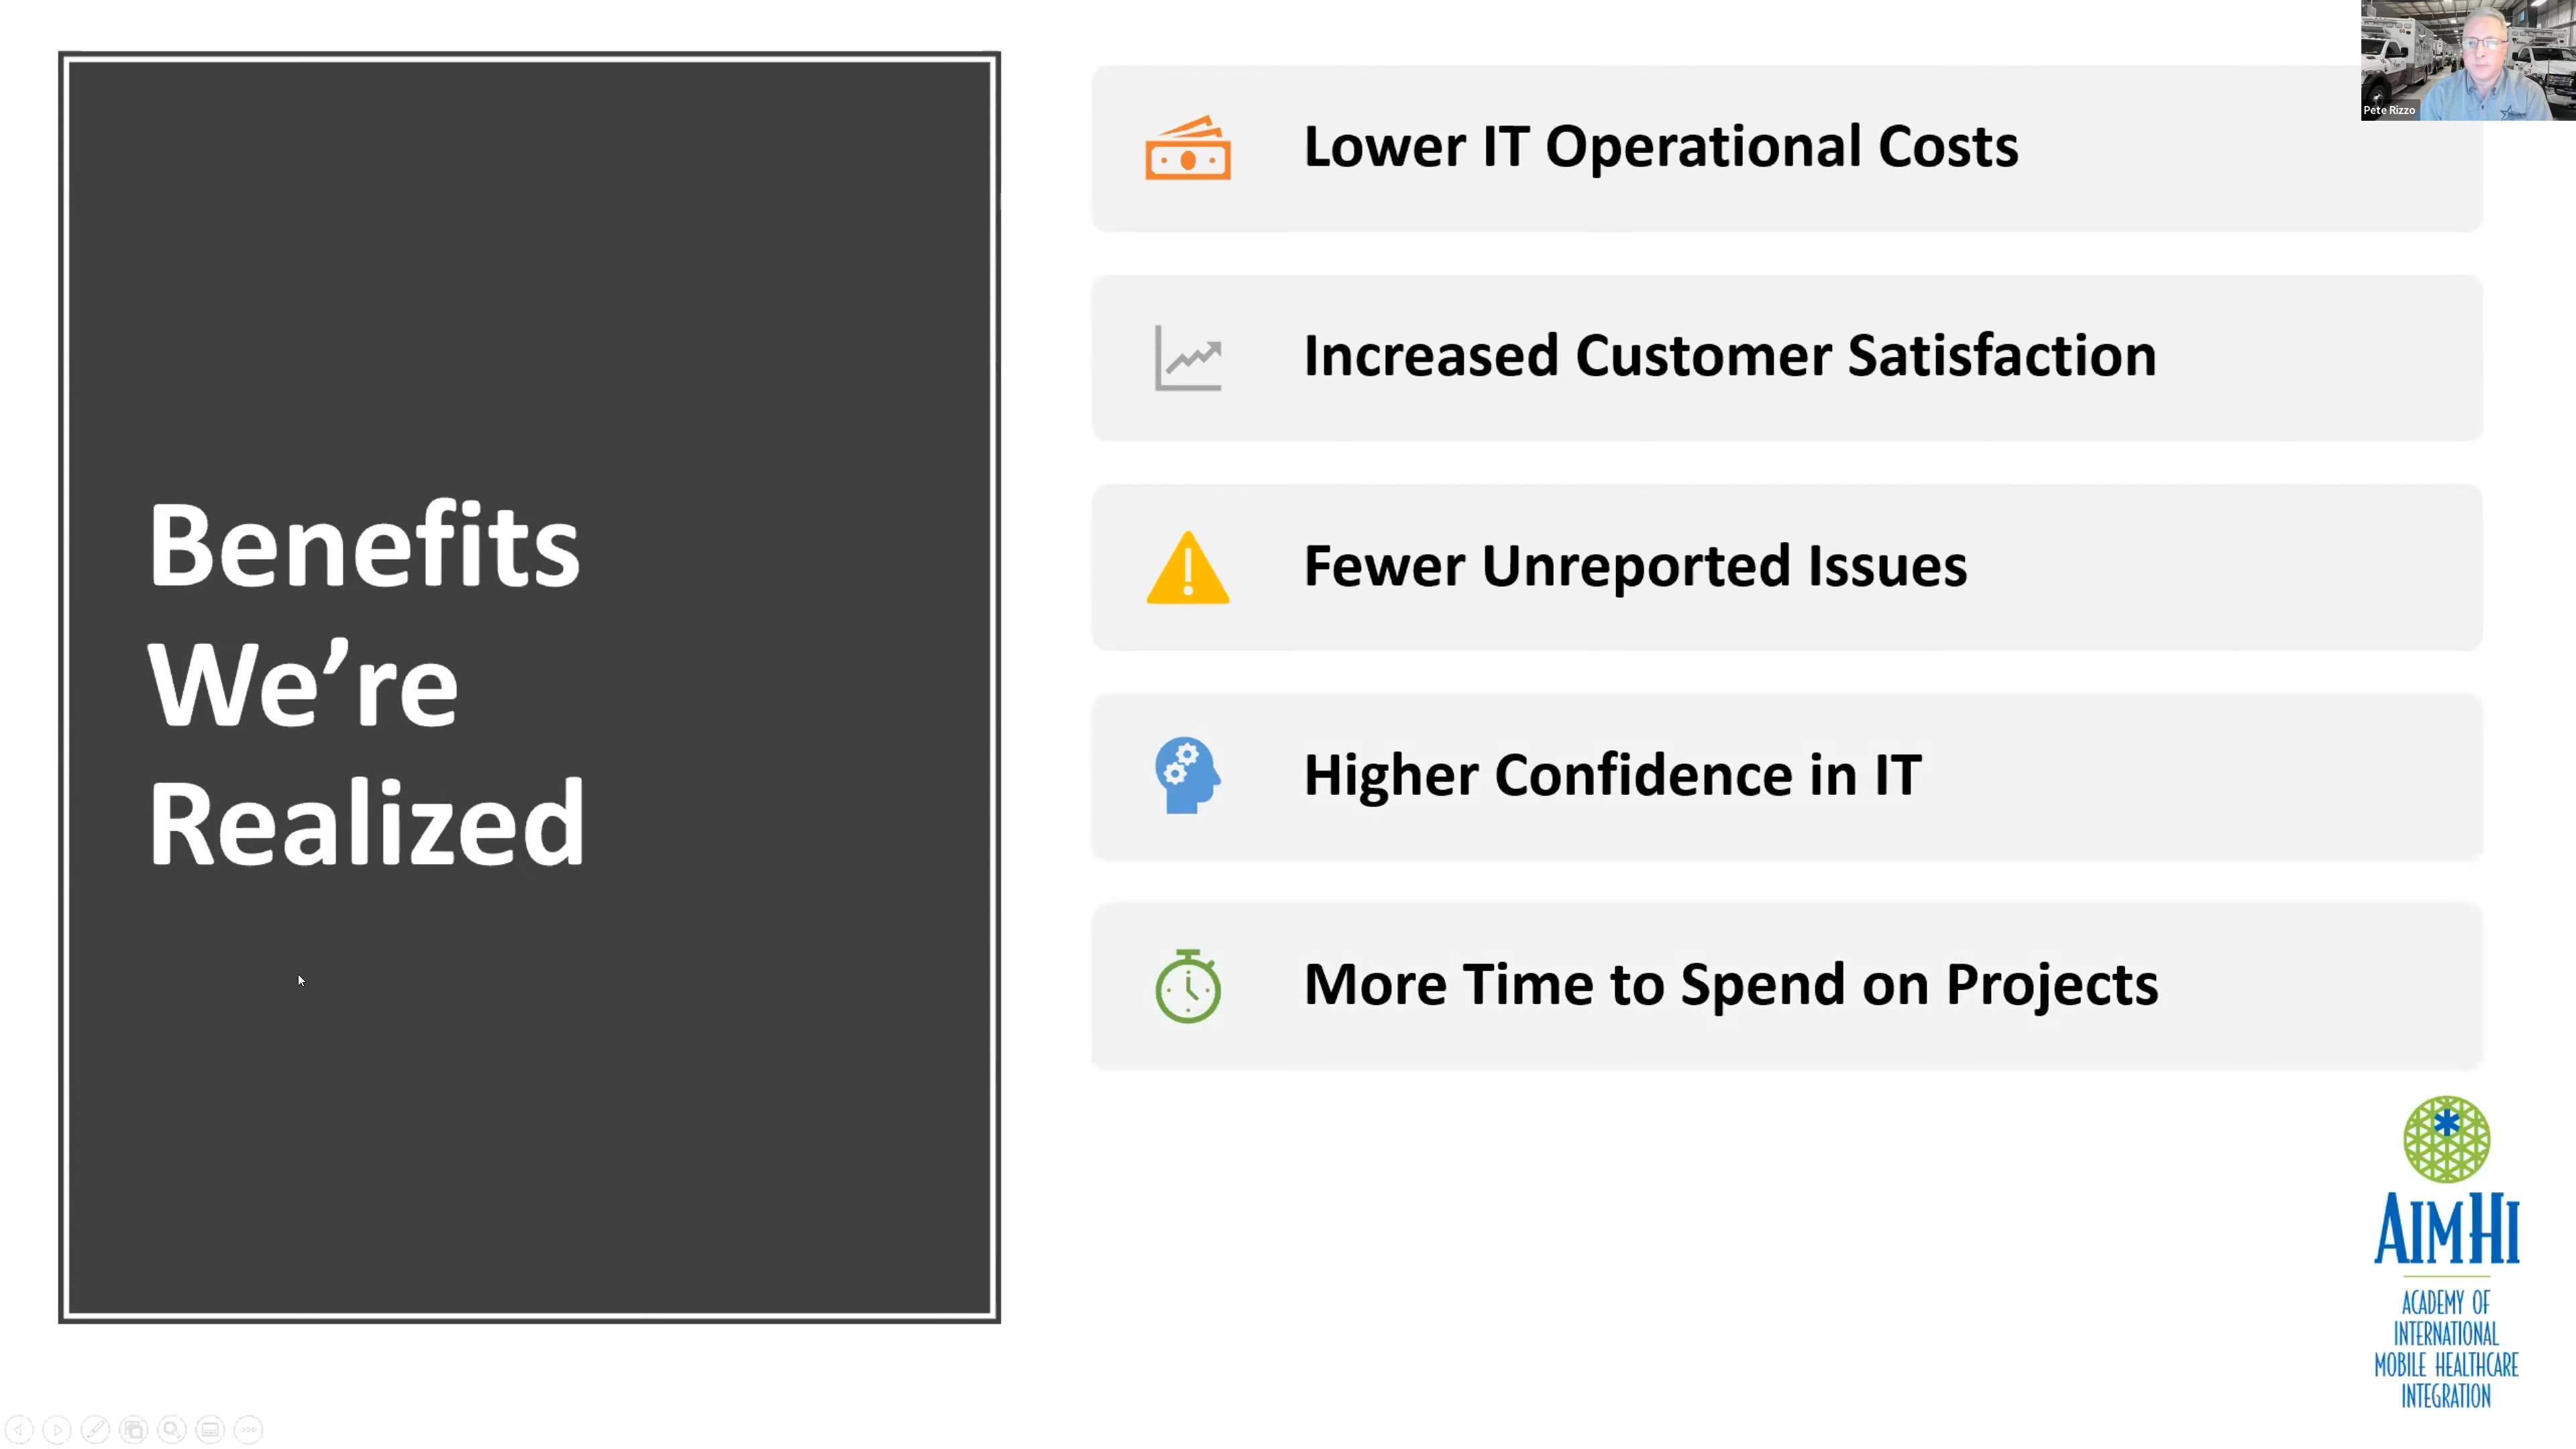 Benefits
We're
Realized
Lower IT Operational Costs
Increased Customer Satisfaction
Fewer Unreported Issues
Higher Confidence in IT
More Time to Spend on Projects
Pete Rizzo
AIMHI
ACADEMY OF
INTERNATIONAL
MOBILE HEALTHCARE
INTEGRATION